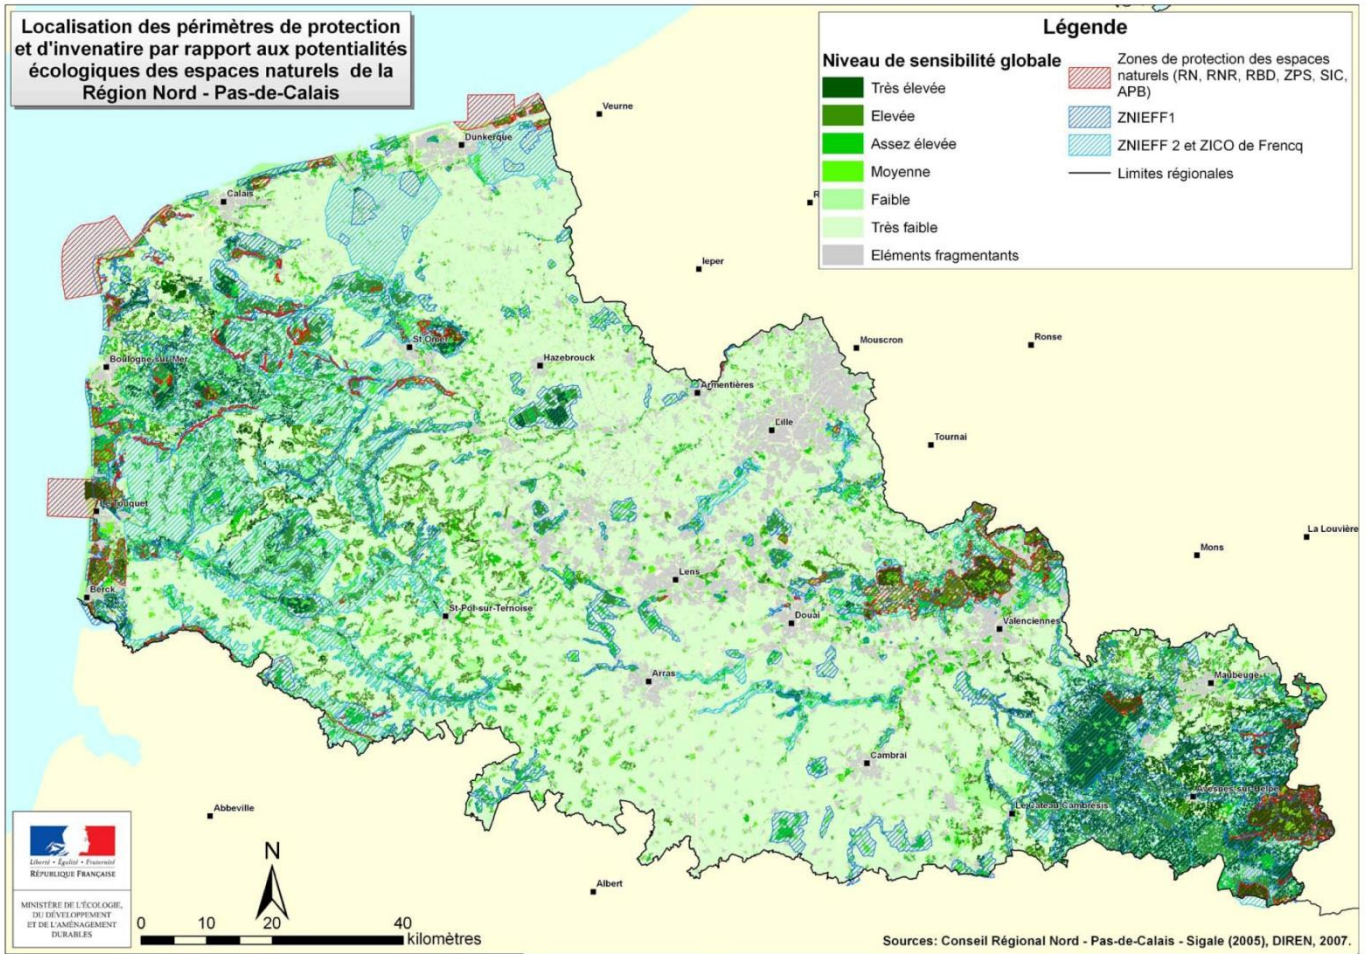 Localisation des périmètres de protection
et d'invenatire par rapport aux potentialités
écologiques des espaces naturels de la
Région Nord - Pas-de-Calais
Légende
Niveau de sensibilité globale
Très élevée
Elevée
Assez élevée
Moyenne
Faible
Très faible
Eléments fragmentants
Zones de protection des espaces
naturels (RN, RNR, RBD, ZPS, SIC,
APB)
ZNIEFF1
ZNIEFF 2 et ZICO de Frencq
Limites régionales
Veurne
Dunkerque
Calais
R
Ieper
Boulogne-sur-Mer
St Omer
Hazebrouck
Mouscron
Ronse
Armentières
Lille
Tournai
Le Touquet
La Louvière
Mons
Lens
Berck
St-Pol-sur-Ternoise
Douai
Valenciennes
Arras
Maubeuge
Cambrai
Avesnes-sur-Helpe
Le Cateau-Cambrésis
Abbeville
Albert
Liberté • Égalité • Fraternité
RÉPUBLIQUE FRANÇAISE
MINISTÈRE DE L'ÉCOLOGIE,
DU DÉVELOPPEMENT
ET DE L'AMÉNAGEMENT
DURABLES
N
0 10 20 40
kilomètres
Sources: Conseil Régional Nord - Pas-de-Calais - Sigale (2005), DIREN, 2007.